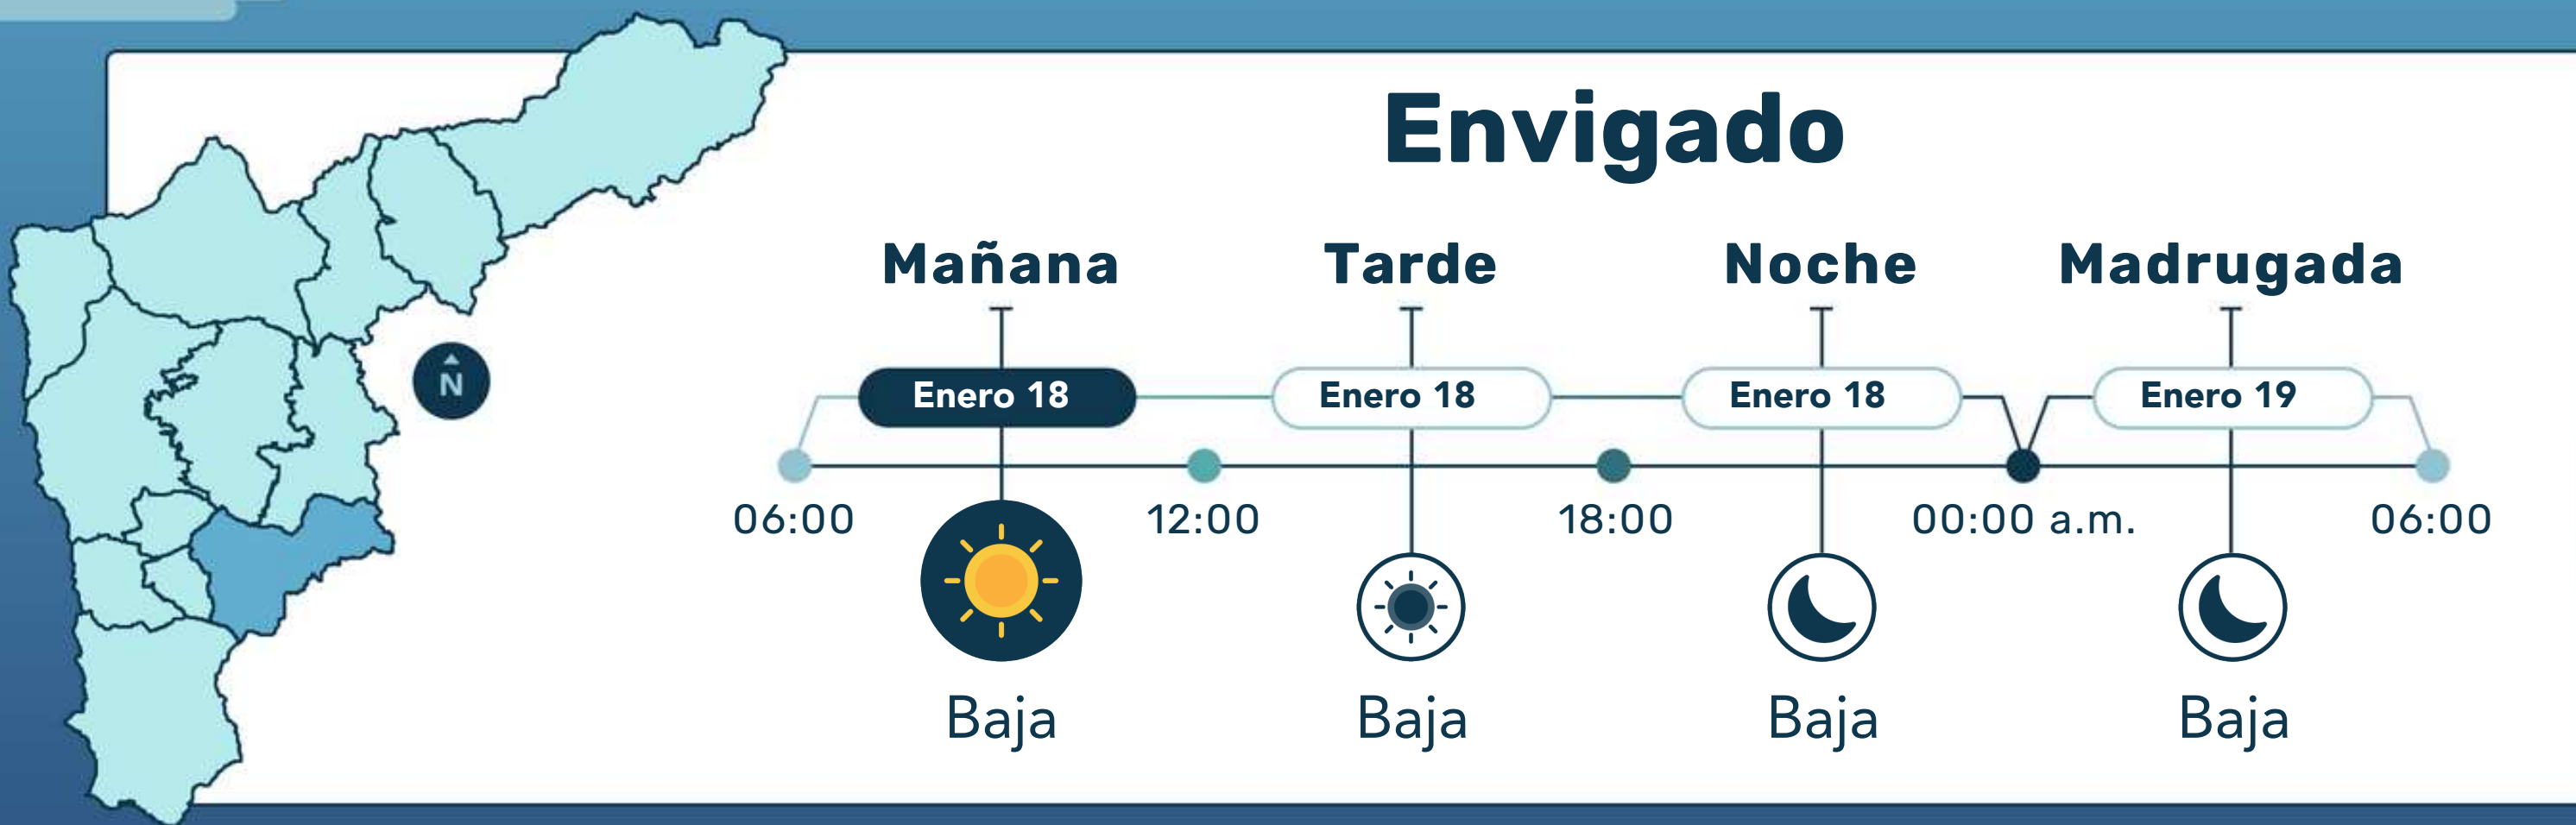 Envigado
Mañana Tarde Noche Madrugada
N
Enero 18 Enero 18 Enero 18 Enero 19
06:00 12:00 18:00 00:00 a.m. 06:00
Baja Baja Baja Baja